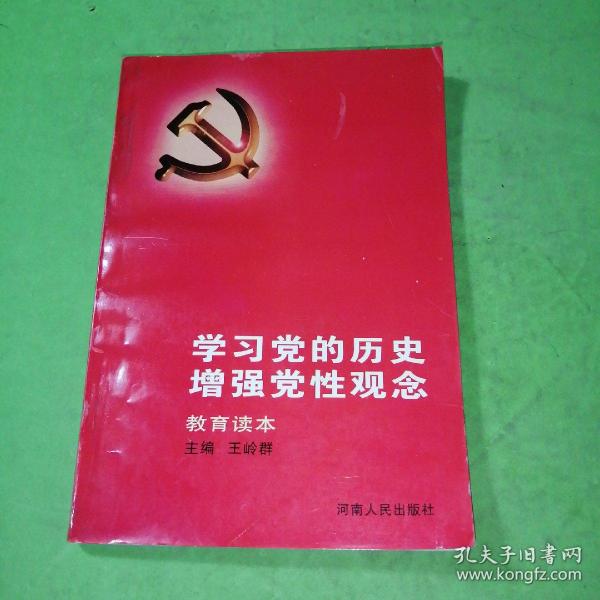 学习党的历史
增强党性观念
教育读本
主编 王岭群
河南人民出版社
孔夫子旧书网
www.kongfz.com